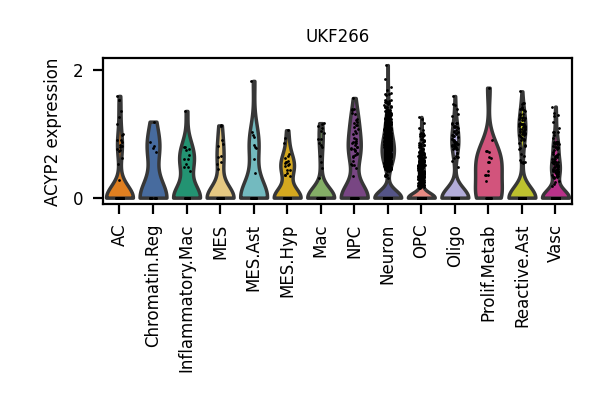 UKF266
ACYP2 expression
2
0
AC
Chromatin.Reg
Inflammatory.Mac
MES
MES.Ast
MES.Hyp
Mac
NPC
Neuron
OPC
Oligo
Prolif.Metab
Reactive.Ast
Vasc